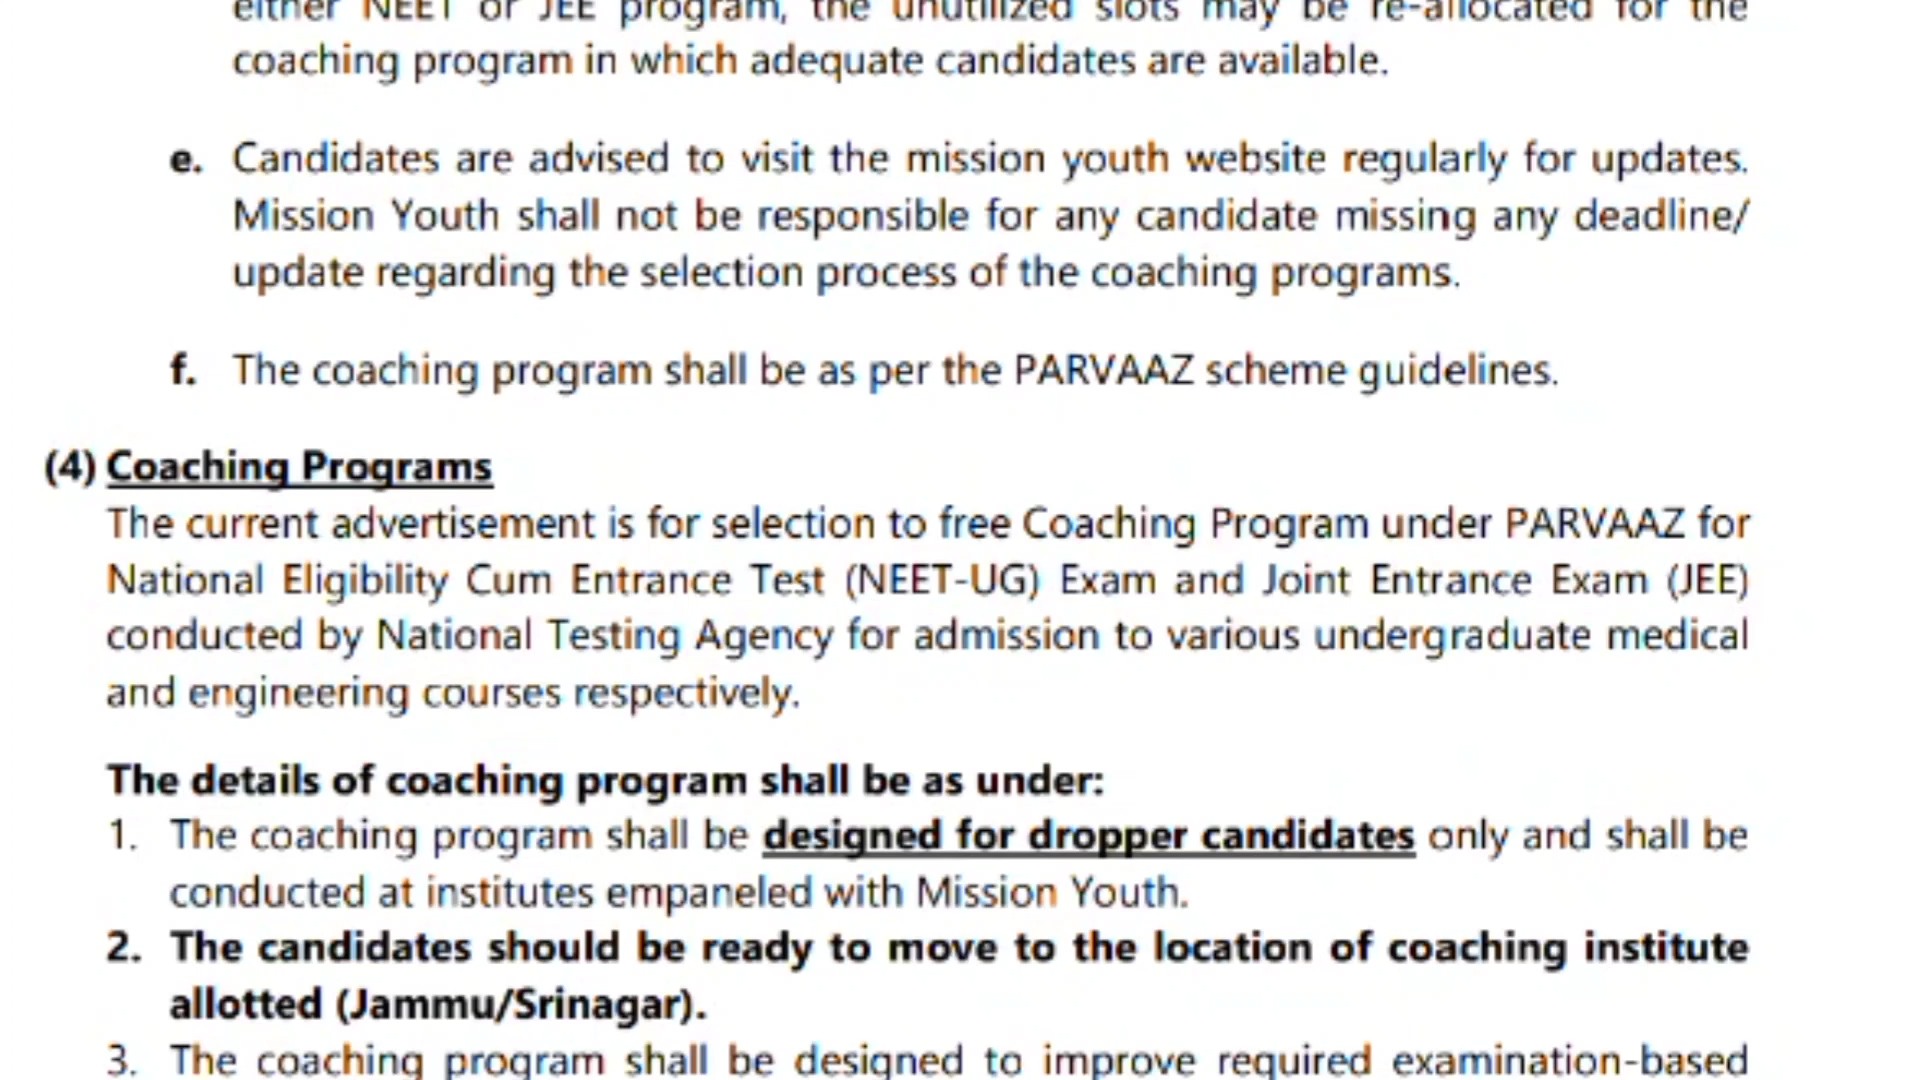 either NEET or JEE program, the unutilized slots may be re-allocated for the
coaching program in which adequate candidates are available.
e. Candidates are advised to visit the mission youth website regularly for updates.
Mission Youth shall not be responsible for any candidate missing any deadline/
update regarding the selection process of the coaching programs.
f. The coaching program shall be as per the PARVAAZ scheme guidelines.
(4) Coaching Programs
The current advertisement is for selection to free Coaching Program under PARVAAZ for
National Eligibility Cum Entrance Test (NEET-UG) Exam and Joint Entrance Exam (JEE)
conducted by National Testing Agency for admission to various undergraduate medical
and engineering courses respectively.
The details of coaching program shall be as under:
1. The coaching program shall be designed for dropper candidates only and shall be
conducted at institutes empaneled with Mission Youth.
2. The candidates should be ready to move to the location of coaching institute
allotted (Jammu/Srinagar).
3. The coaching program shall be designed to improve required examination-based